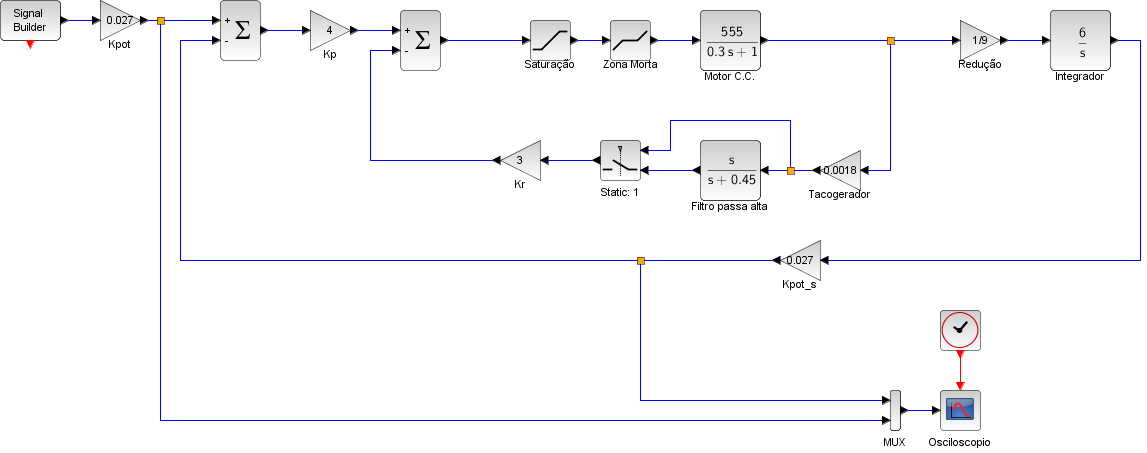 Signal
Builder
0.027
Kpot
+
-
Σ
4
Kp
+
-
Σ
Saturação
Zona Morta
555
0.3 s + 1
Motor C.C.
1/9
Redução
6
s
Integrador
3
Kr
Static: 1
s
s + 0.45
Filtro passa alta
0.0018
Tacogerador
0.027
Kpot_s
MUX
Osciloscopio